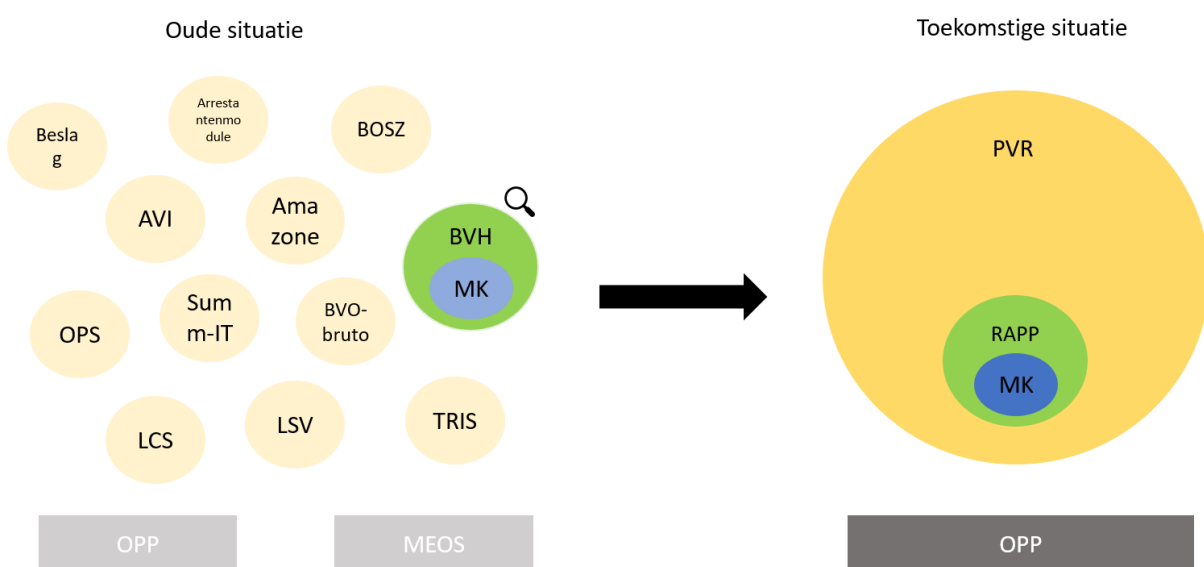 Oude situatie
Toekomstige situatie
Arresta
ntenmo
dule
BOSZ
Besla
g
AVI
Ama
zone
BVH
MK
OPS
Summ
m-IT
BVO-
bruto
LCS
LSV
TRIS
OPP
MEOS
PVR
RAPP
MK
OPP